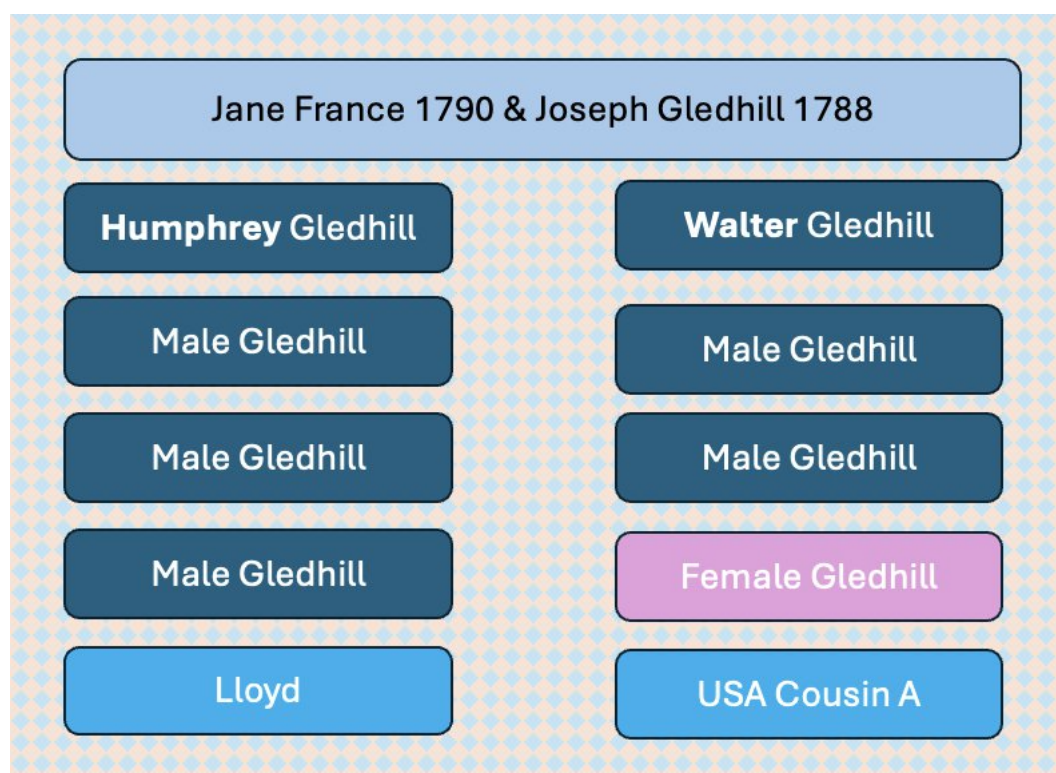 Jane France 1790 & Joseph Gledhill 1788
Humphrey Gledhill
Walter Gledhill
Male Gledhill
Male Gledhill
Male Gledhill
Male Gledhill
Male Gledhill
Female Gledhill
Lloyd
USA Cousin A